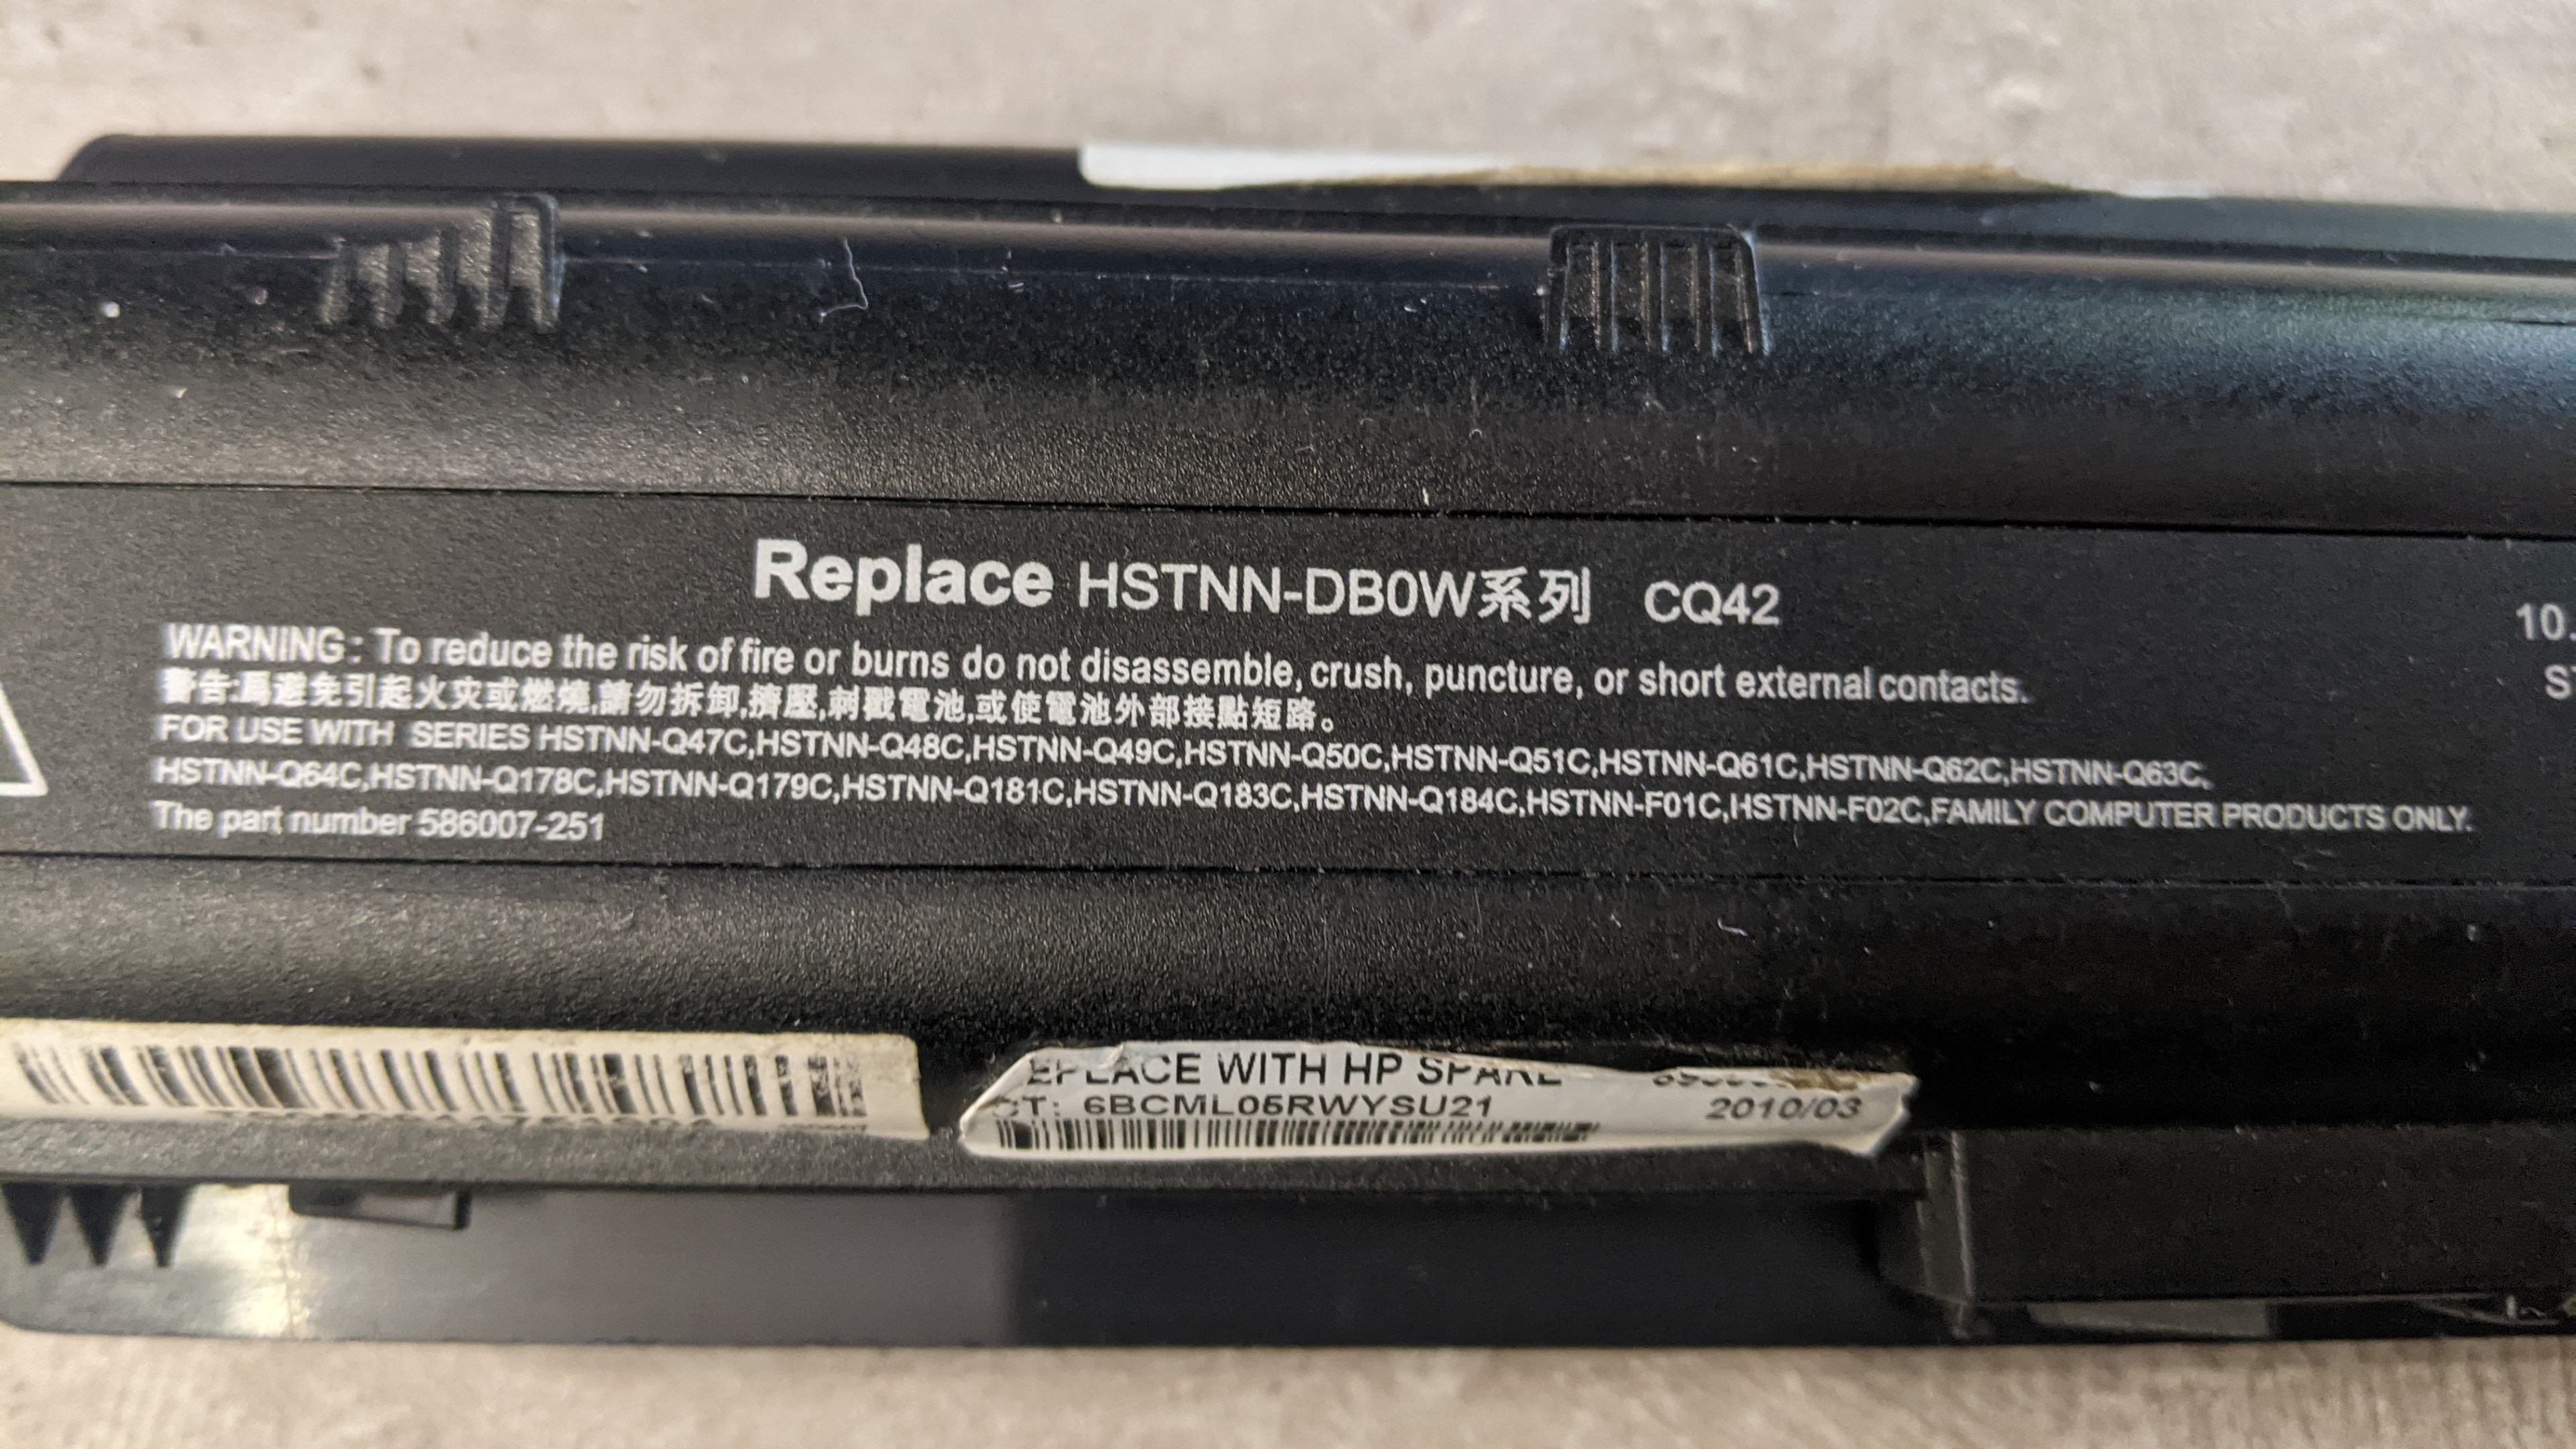 Replace HSTNN-DB0W系列 CQ42
10.
WARNING: To reduce the risk of fire or burns do not disassemble, crush, puncture, or short external contacts.
警告:爲避免引起火灾或燃燒,請勿拆卸,擠壓,刺戳電池,或使電池外部接點短路。
FOR USE WITH SERIES HSTNN-Q47C,HSTNN-Q48C,HSTNN-Q49C,HSTNN-Q50C,HSTNN-Q51C,HSTNN-Q61C,HSTNN-Q62C,HSTNN-Q63C,
HSTNN-Q64C,HSTNN-Q178C,HSTNN-Q179C,HSTNN-Q181C,HSTNN-Q183C,HSTNN-Q184C,HSTNN-F01C,HSTNN-F02C,FAMILY COMPUTER PRODUCTS ONLY.
The part number 586007-251
EPLACE WITH HP SPARE
CT: 6BCML05RWYSU21 2010/03